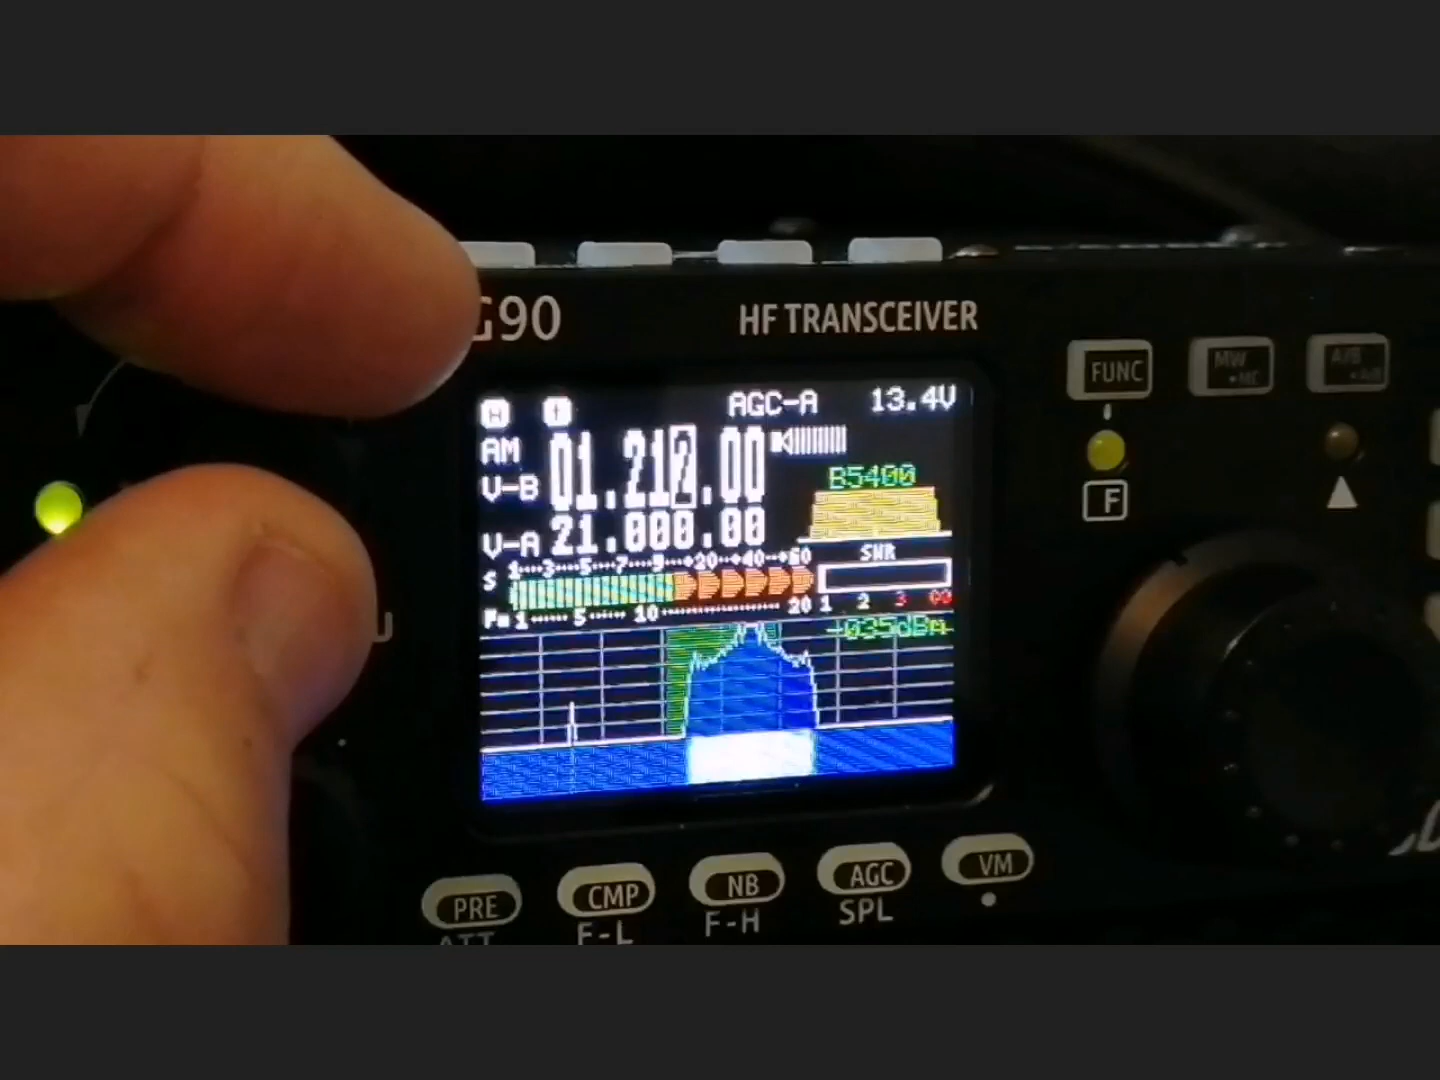 G90 HF TRANSCEIVER
FUNC MW A/B
F
AGC-A 13.4V
AM 01.212.00
V-B
B5400
V-A 21.000.00
S 1 3 5 7 9 +20 +40 +60 SWR
Po 1 5 10 20 1 2 3 ∞
-035dBm
PRE CMP NB AGC VM
ATT F-L F-H SPL